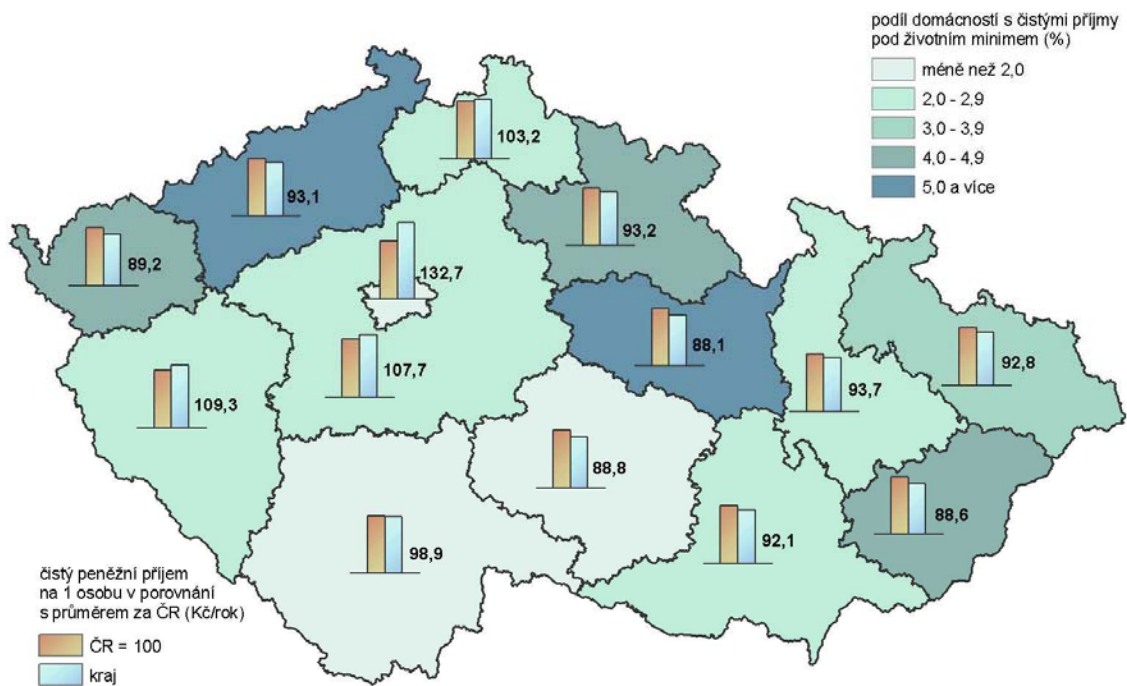 podíl domácností s čistými příjmy
pod životním minimem (%)
méně než 2,0
2,0 - 2,9
3,0 - 3,9
4,0 - 4,9
5,0 a více
103,2
93,1
93,2
89,2
132,7
88,1
92,8
107,7
93,7
109,3
88,8
88,6
92,1
98,9
čistý peněžní příjem
na 1 osobu v porovnání
s průměrem za ČR (Kč/rok)
ČR = 100
kraj